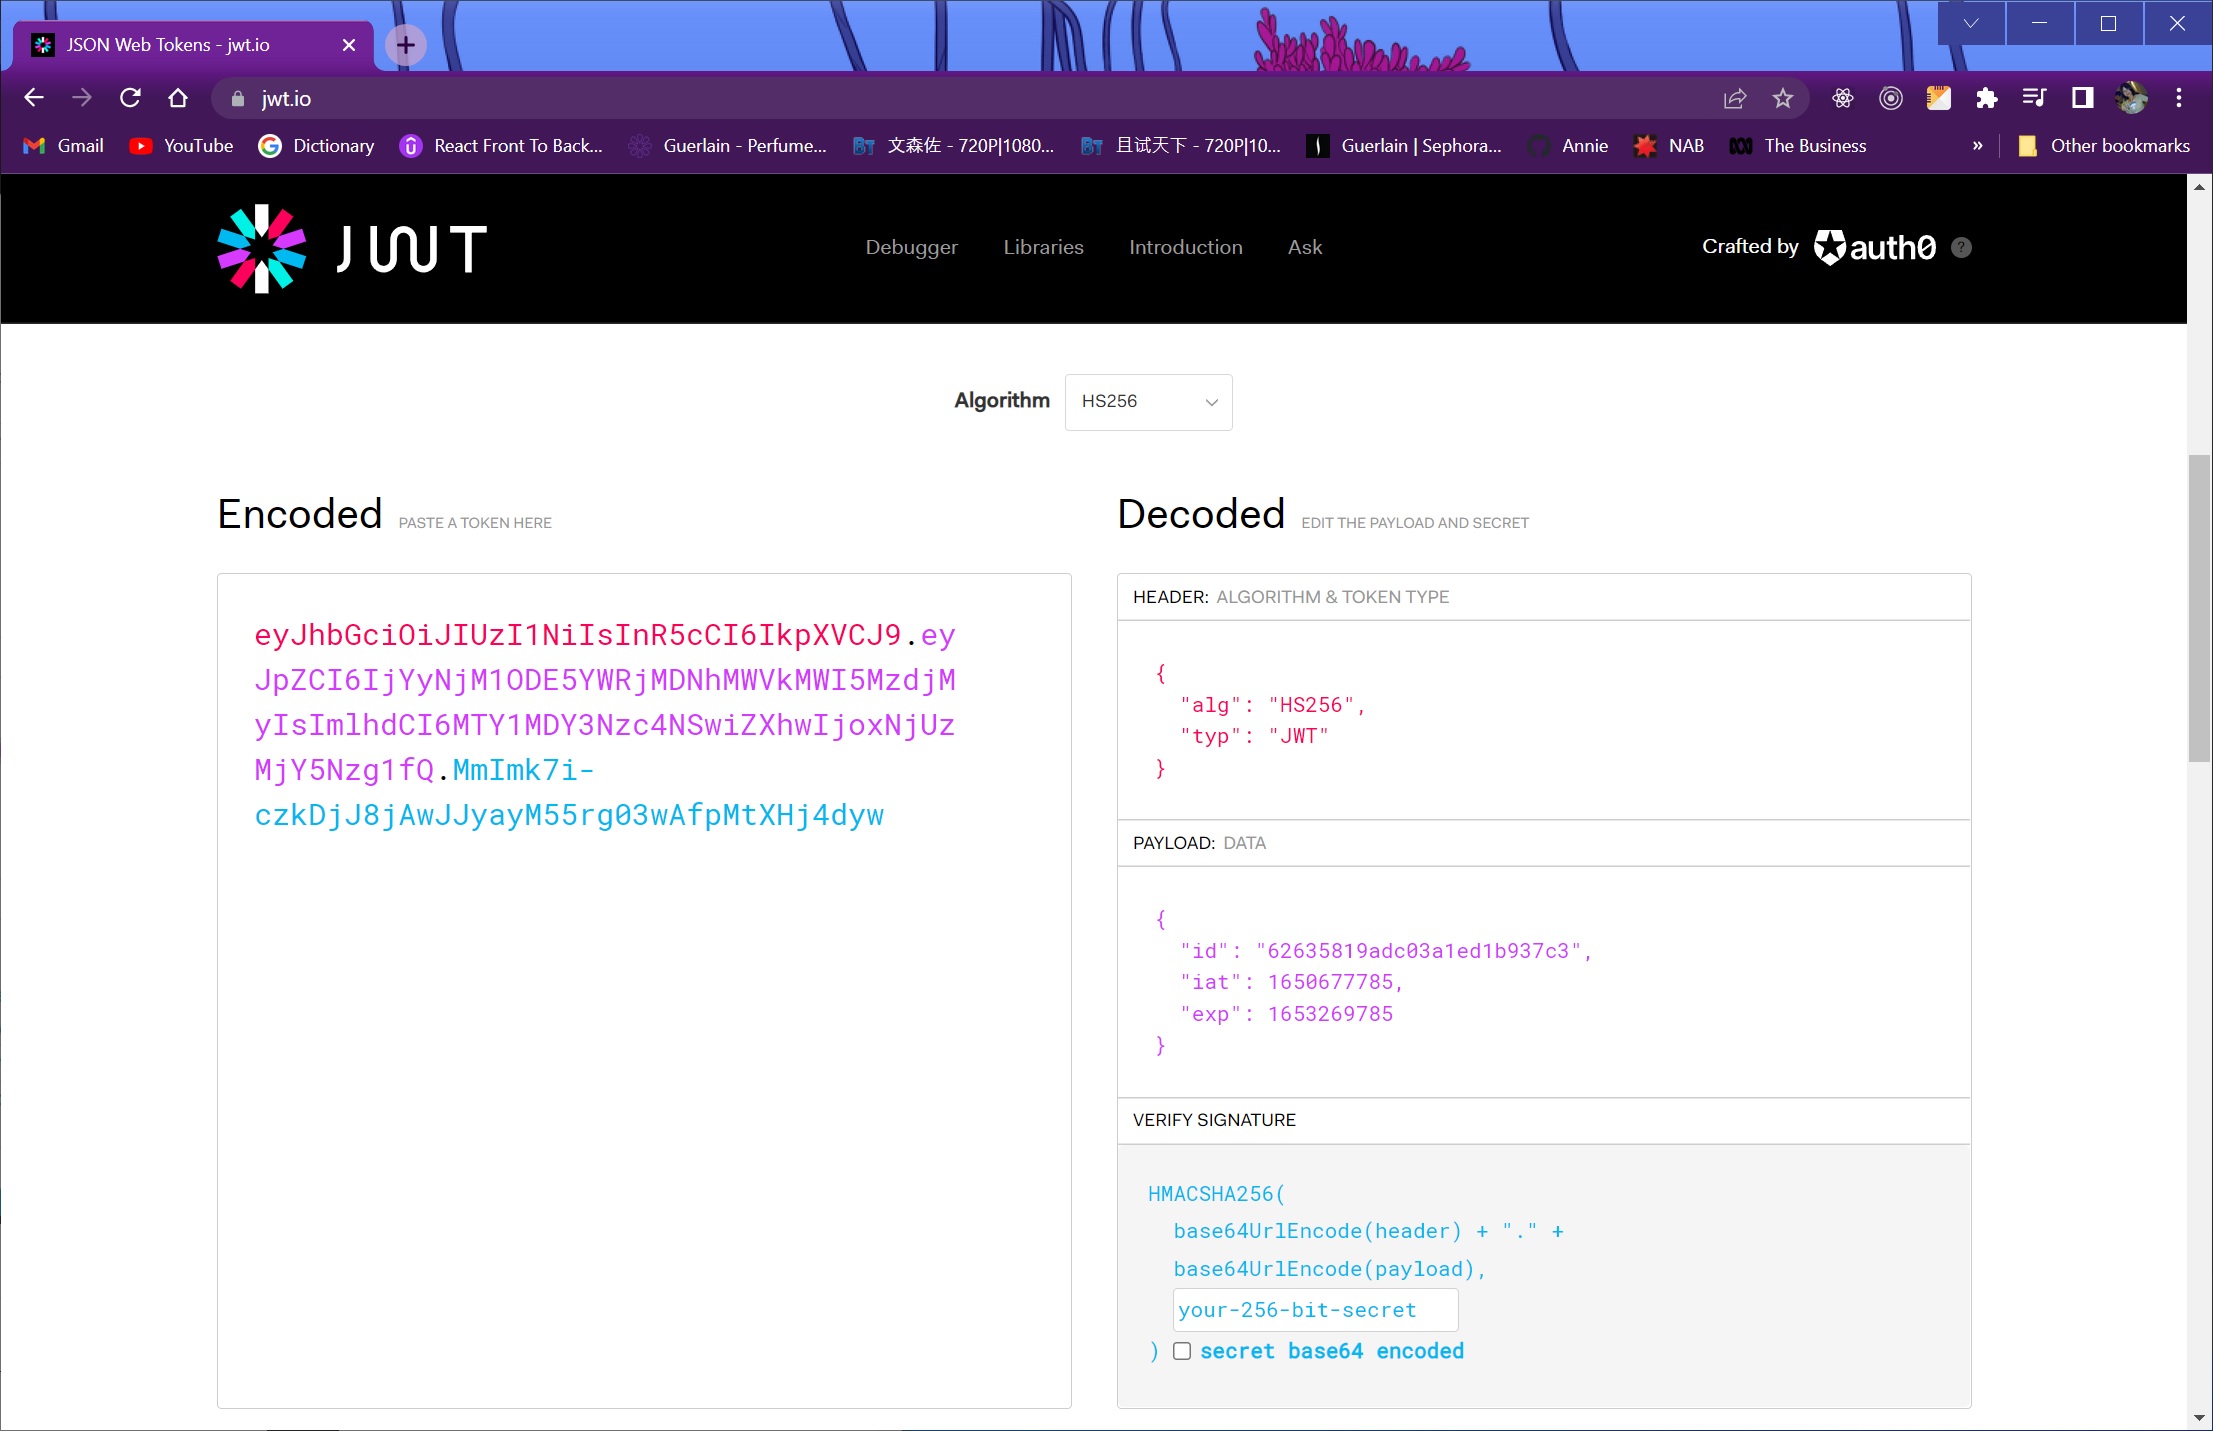 JSON Web Tokens - jwt.io
jwt.io
Gmail
YouTube
Dictionary
React Front To Back...
Guerlain - Perfume...
文森佐 - 720P|1080...
且试天下 - 720P|10...
Guerlain | Sephora...
Annie
NAB
The Business
»
Other bookmarks
JWT
Debugger
Libraries
Introduction
Ask
Crafted by auth0 ?
Algorithm
HS256
Encoded PASTE A TOKEN HERE
eyJhbGciOiJIUzI1NiIsInR5cCI6IkpXVCJ9.ey
JpZCI6IjYyNjM1ODE5YWRjMDNhMWVkMWI5MzdjM
yIsImlhdCI6MTY1MDY3Nzc4NSwiZXhwIjoxNjUz
MjY5Nzg1fQ.MmImk7i-
czkDjJ8jAwJJyayM55rg03wAfpMtXHj4dyw
Decoded EDIT THE PAYLOAD AND SECRET
HEADER: ALGORITHM & TOKEN TYPE
{
"alg": "HS256",
"typ": "JWT"
}
PAYLOAD: DATA
{
"id": "62635819adc03a1ed1b937c3",
"iat": 1650677785,
"exp": 1653269785
}
VERIFY SIGNATURE
HMACSHA256(
base64UrlEncode(header) + "." +
base64UrlEncode(payload),
your-256-bit-secret
) secret base64 encoded